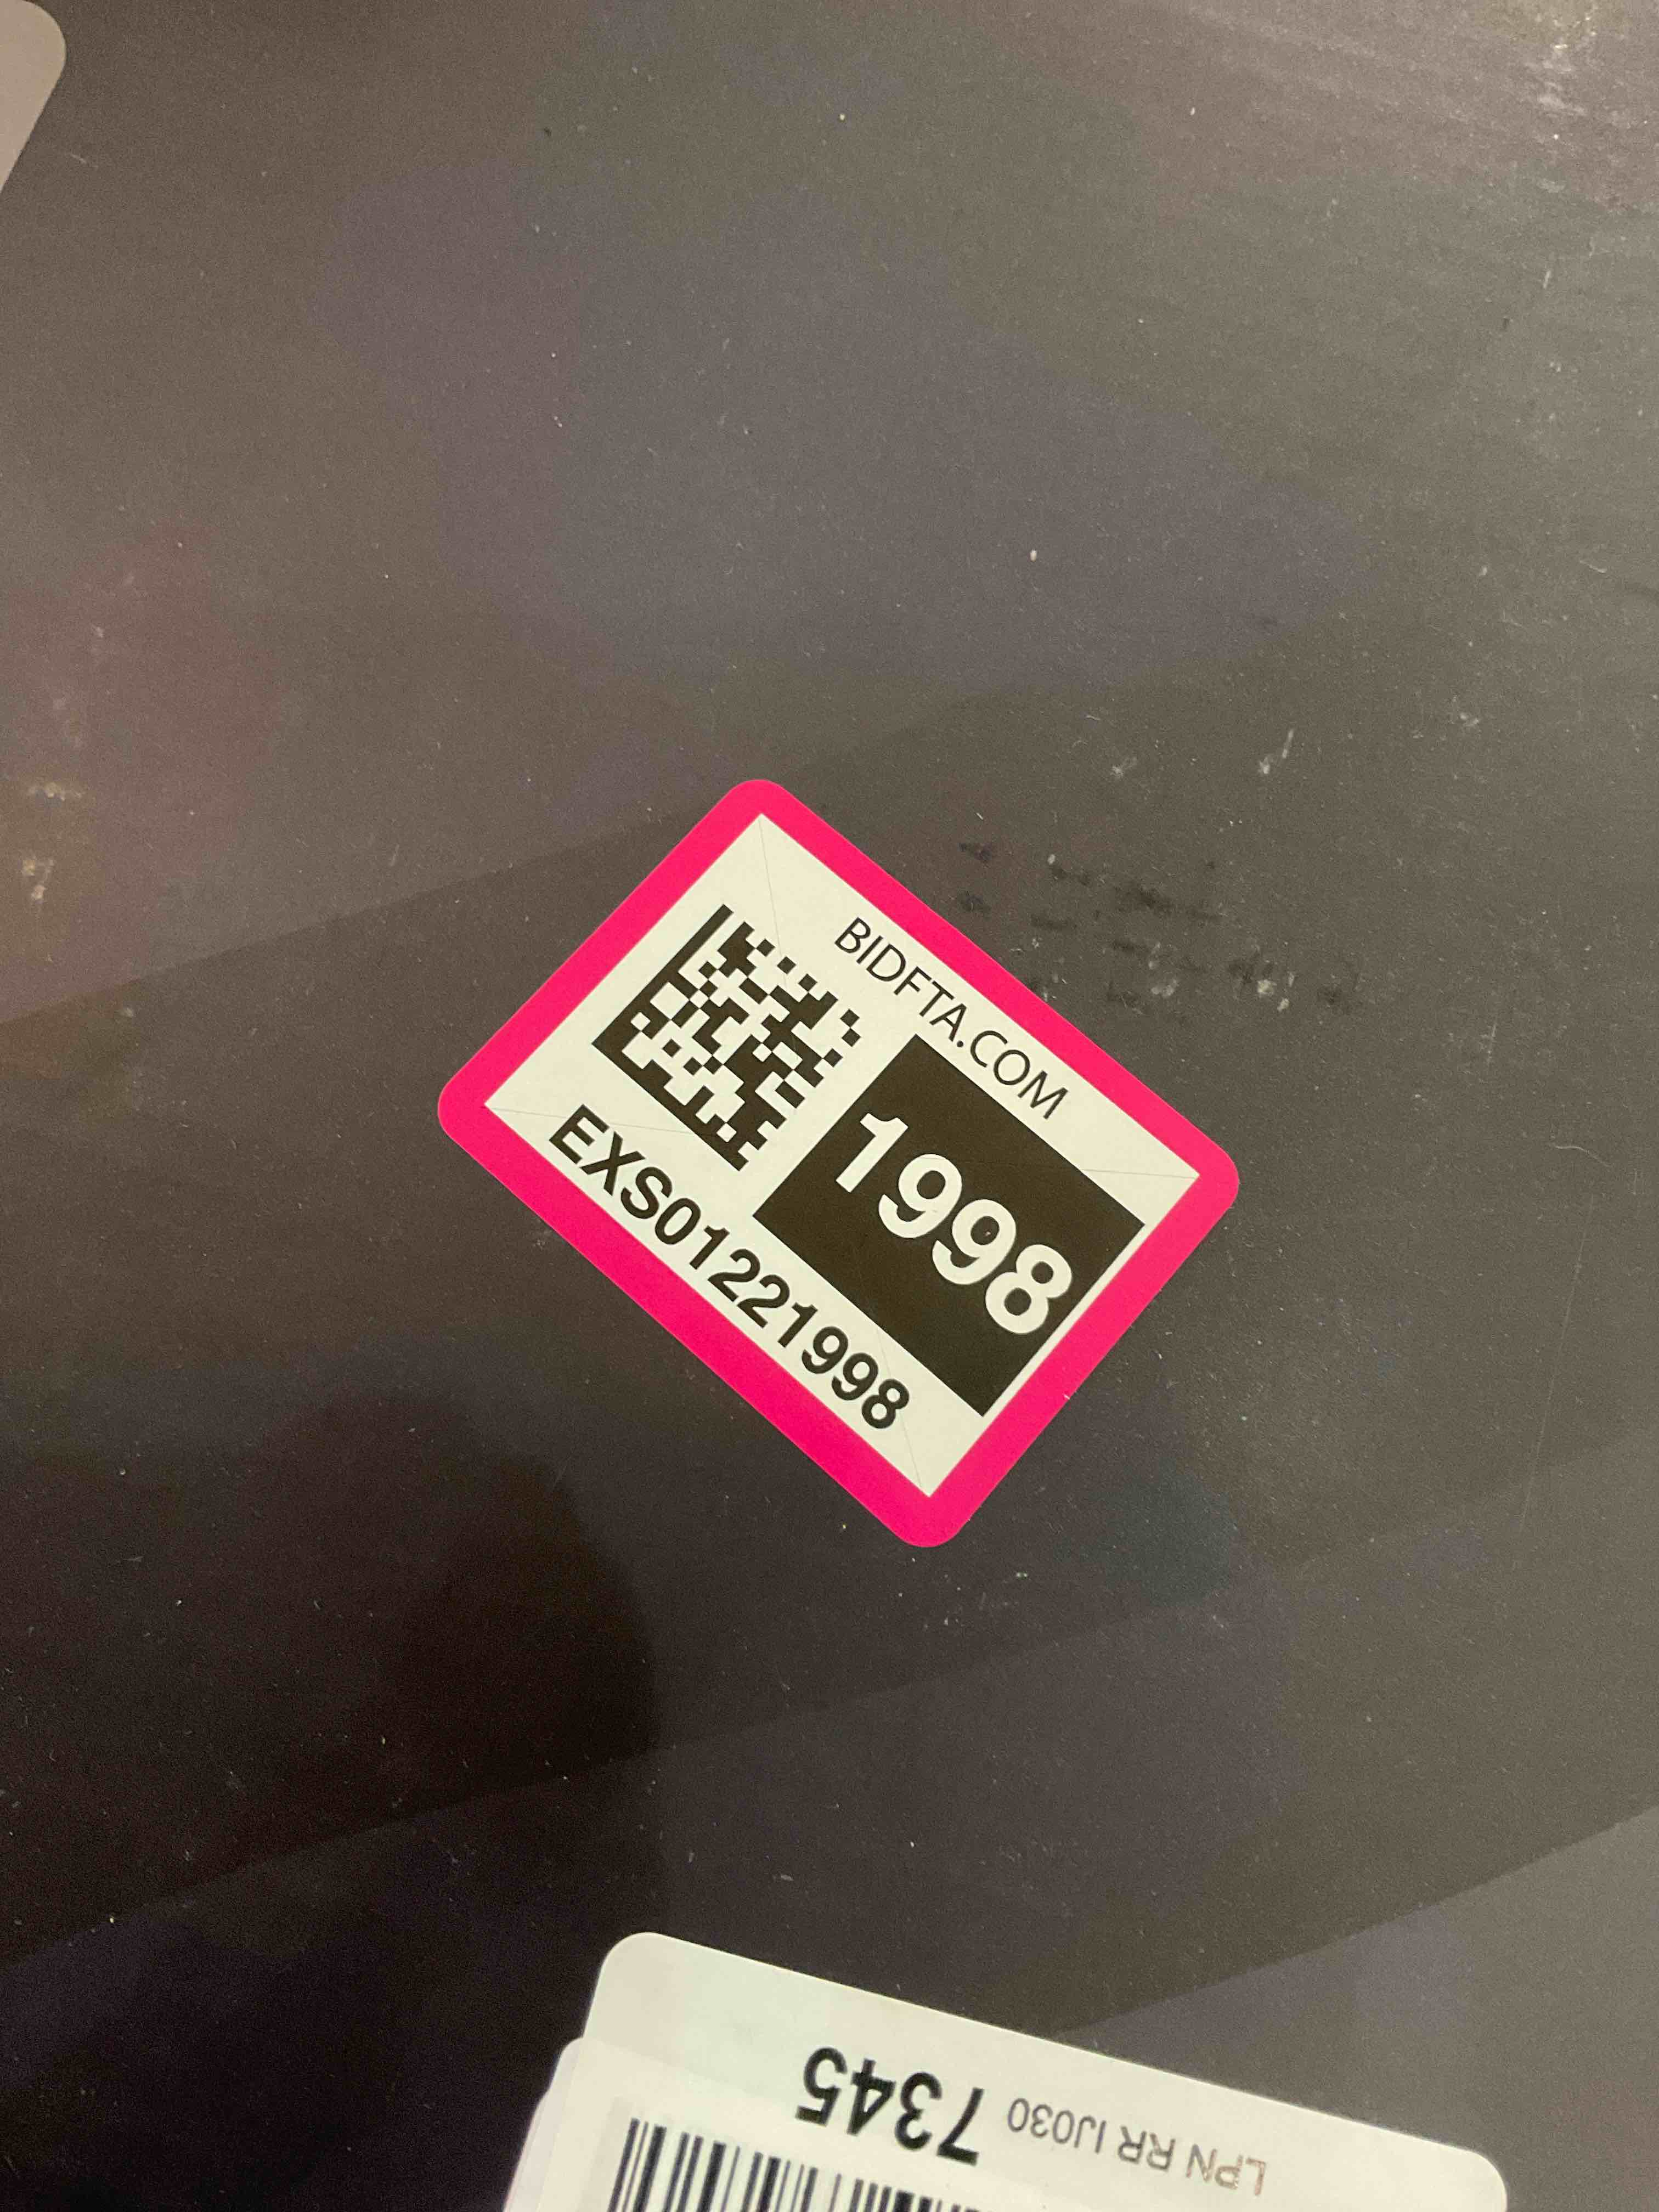 BIDFTA.COM
1998
EXS01221998
LPN RR IJ030 7345